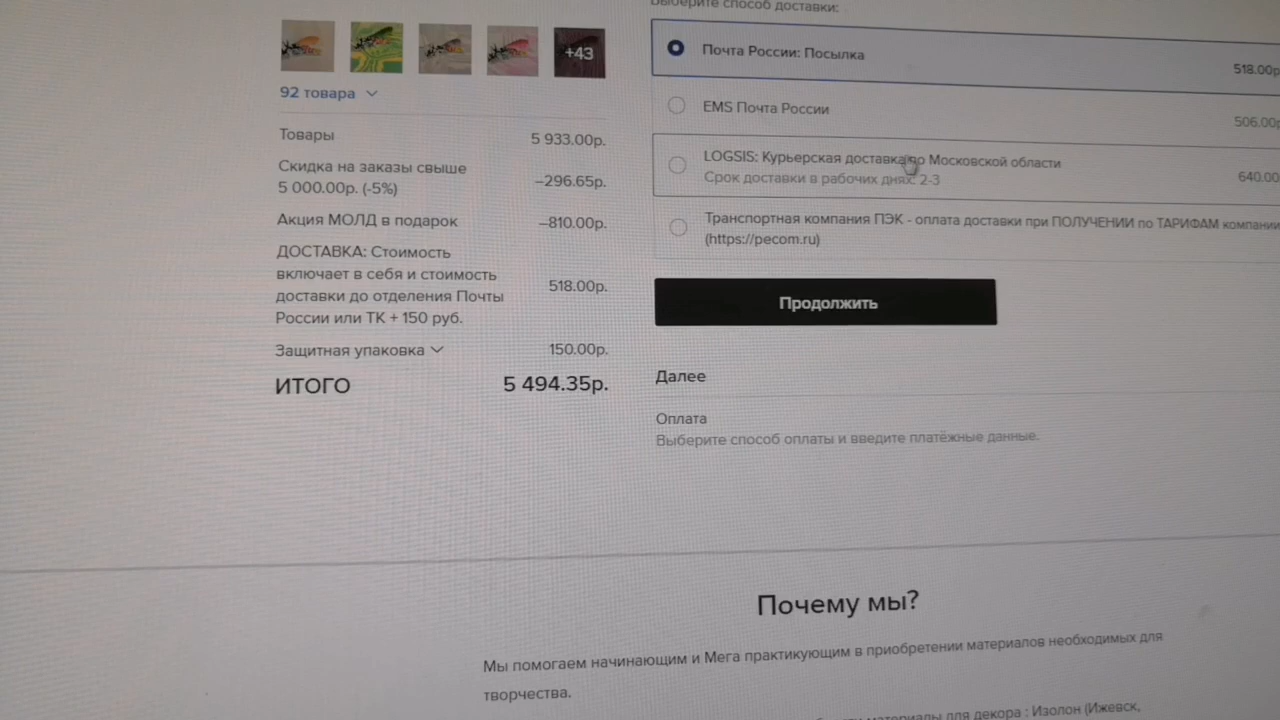 Выберите способ доставки:
+43
92 товара
Товары 5 933.00р.
Скидка на заказы свыше
5 000.00р. (-5%) –296.65р.
Акция МОЛД в подарок –810.00р.
ДОСТАВКА: Стоимость
включает в себя и стоимость
доставки до отделения Почты
России или ТК + 150 руб. 518.00р.
Защитная упаковка 150.00р.
ИТОГО 5 494.35р.
Почта России: Посылка 518.00р
EMS Почта России 506.00р
LOGSIS: Курьерская доставка по Московской области
Срок доставки в рабочих днях: 2-3 640.00
Транспортная компания ПЭК - оплата доставки при ПОЛУЧЕНИИ по ТАРИФАМ компании
(https://pecom.ru)
Продолжить
Далее
Оплата
Выберите способ оплаты и введите платёжные данные.
Почему мы?
Мы помогаем начинающим и Мега практикующим в приобретении материалов необходимых для
творчества.
материалы для декора : Изолон (Ижевск,